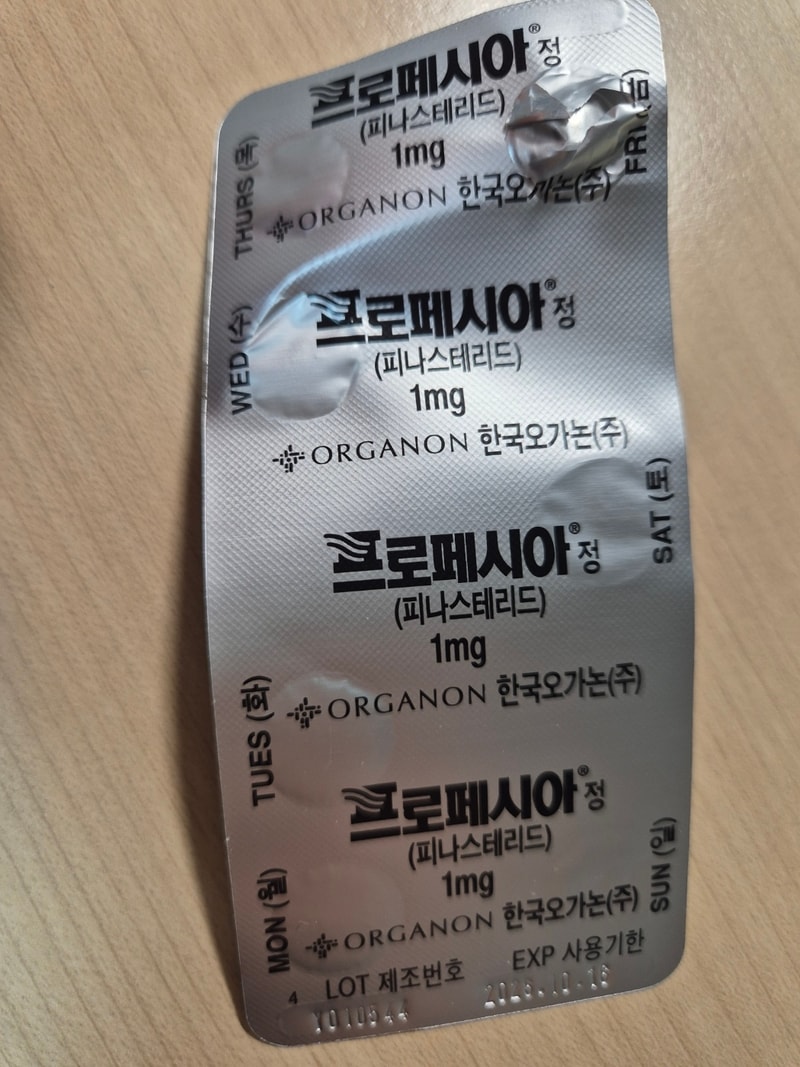 프로페시아® 정
(피나스테리드)
1mg
ORGANON 한국오가논(주)
THURS (목)
FRI (금)
프로페시아® 정
(피나스테리드)
1mg
ORGANON 한국오가논(주)
WED (수)
SAT (토)
프로페시아® 정
(피나스테리드)
1mg
ORGANON 한국오가논(주)
TUES (화)
프로페시아® 정
(피나스테리드)
1mg
ORGANON 한국오가논(주)
MON (월)
SUN (일)
4 LOT 제조번호 EXP 사용기한
Y010544